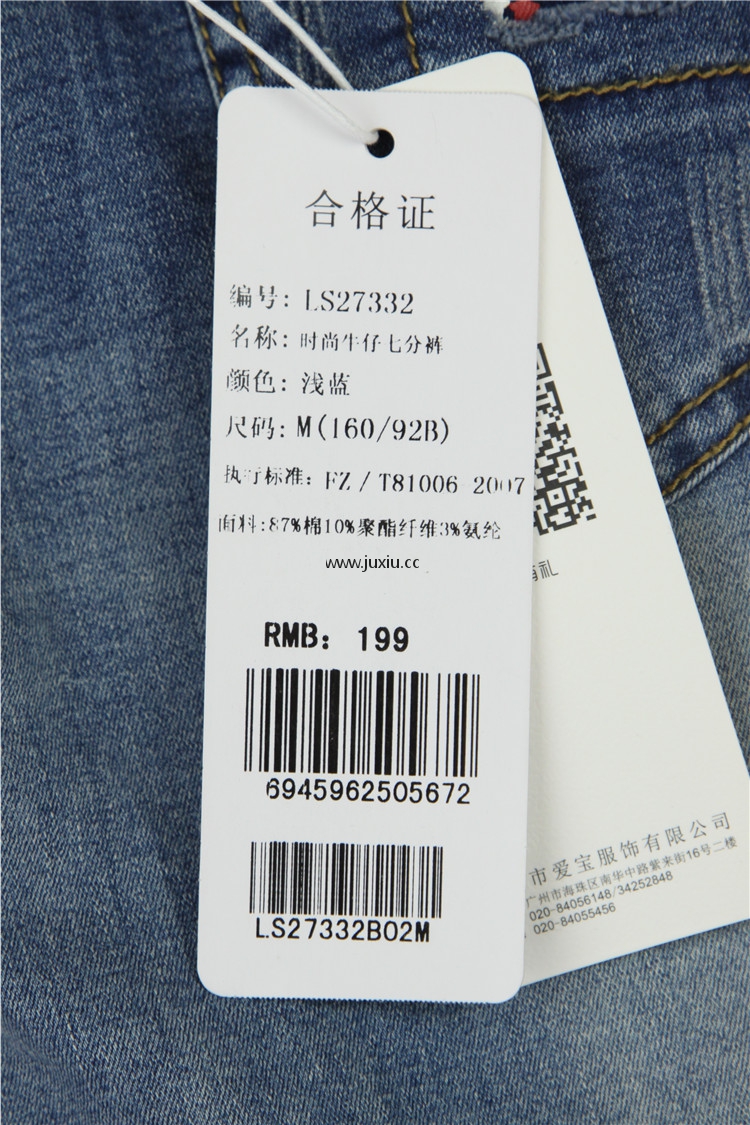 合格证
编号: LS27332
名称: 时尚牛仔七分裤
颜色: 浅蓝
尺码: M(160/92B)
执行标准: FZ/T81006 2007
面料:87%棉10%聚酯纤维3%氨纶
www.juxiu.cc
RMB: 199
6945962505672
LS27332B02M
有礼
市爱宝服饰有限公司
广州市海珠区南华中路紫来街16号二楼
020-84056148/34252848
020-84055456